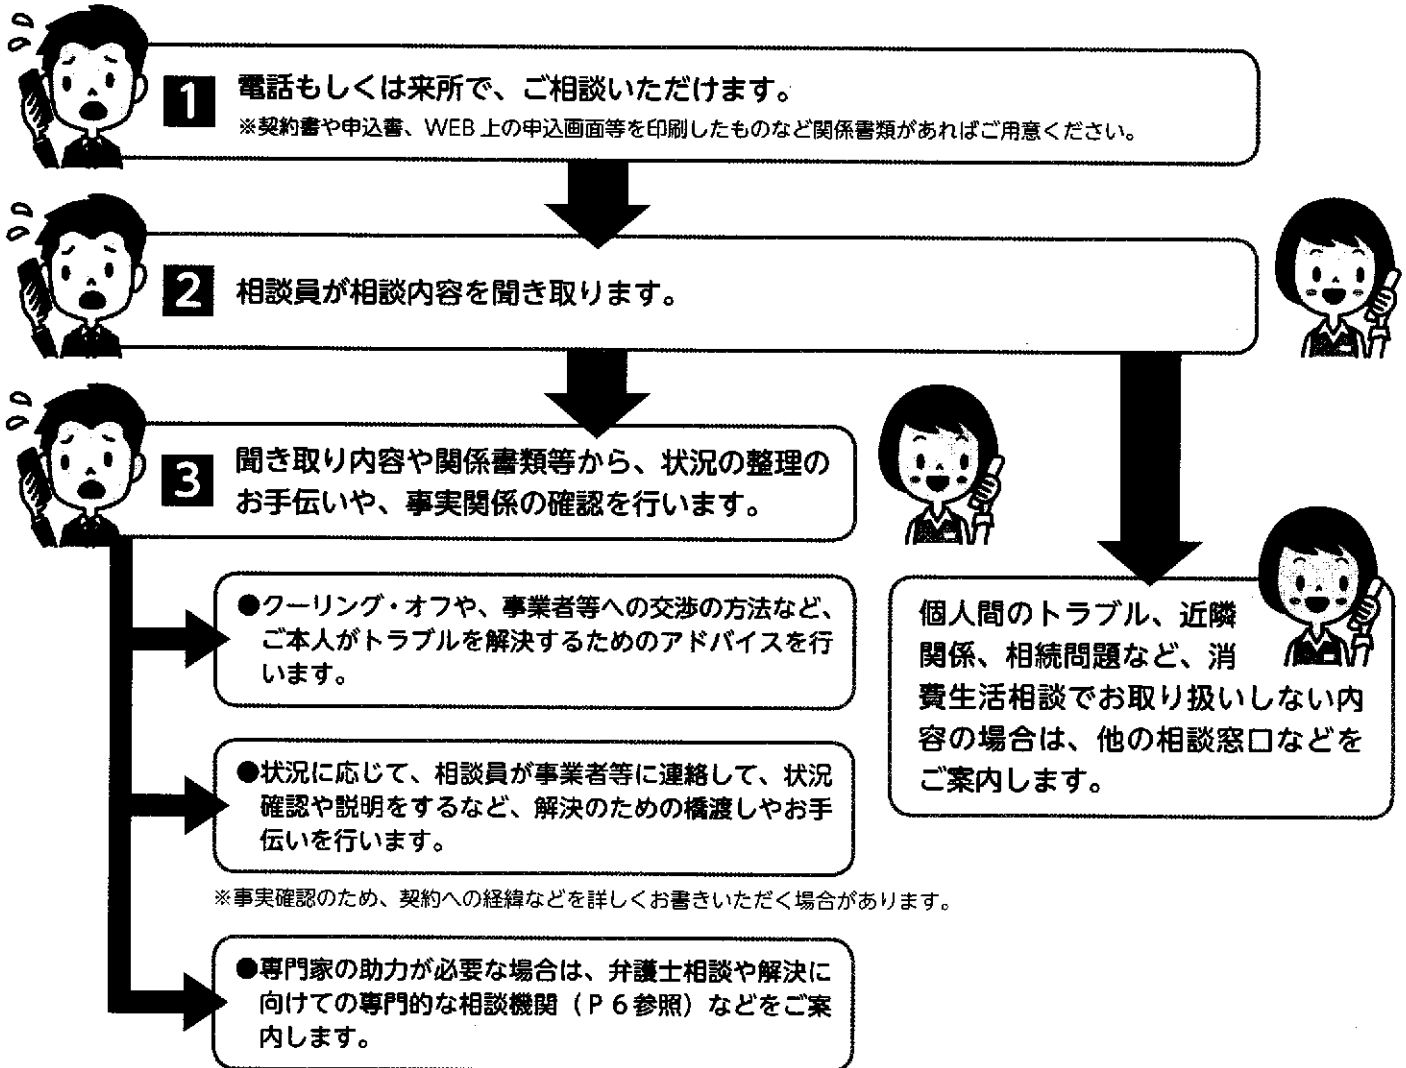 1
電話もしくは来所で、ご相談いただけます。
※契約書や申込書、WEB上の申込画面等を印刷したものなど関係書類があればご用意ください。
2
相談員が相談内容を聞き取ります。
3
聞き取り内容や関係書類等から、状況の整理の
お手伝いや、事実関係の確認を行います。
●クーリング・オフや、事業者等への交渉の方法など、
ご本人がトラブルを解決するためのアドバイスを行
います。
●状況に応じて、相談員が事業者等に連絡して、状況
確認や説明をするなど、解決のための橋渡しやお手
伝いを行います。
※事実確認のため、契約への経緯などを詳しくお書きいただく場合があります。
●専門家の助力が必要な場合は、弁護士相談や解決に
向けての専門的な相談機関（P6参照）などをご案
内します。
個人間のトラブル、近隣
関係、相続問題など、消
費生活相談でお取り扱いしない内
容の場合は、他の相談窓口などを
ご案内します。